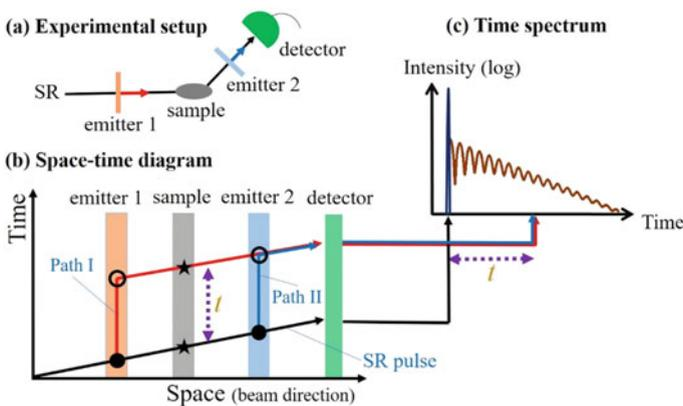 (a) Experimental setup
SR
emitter 1
sample
emitter 2
detector
(c) Time spectrum
Intensity (log)
Time
t
(b) Space-time diagram
emitter 1 sample emitter 2 detector
Time
Path I
t
Path II
SR pulse
Space (beam direction)